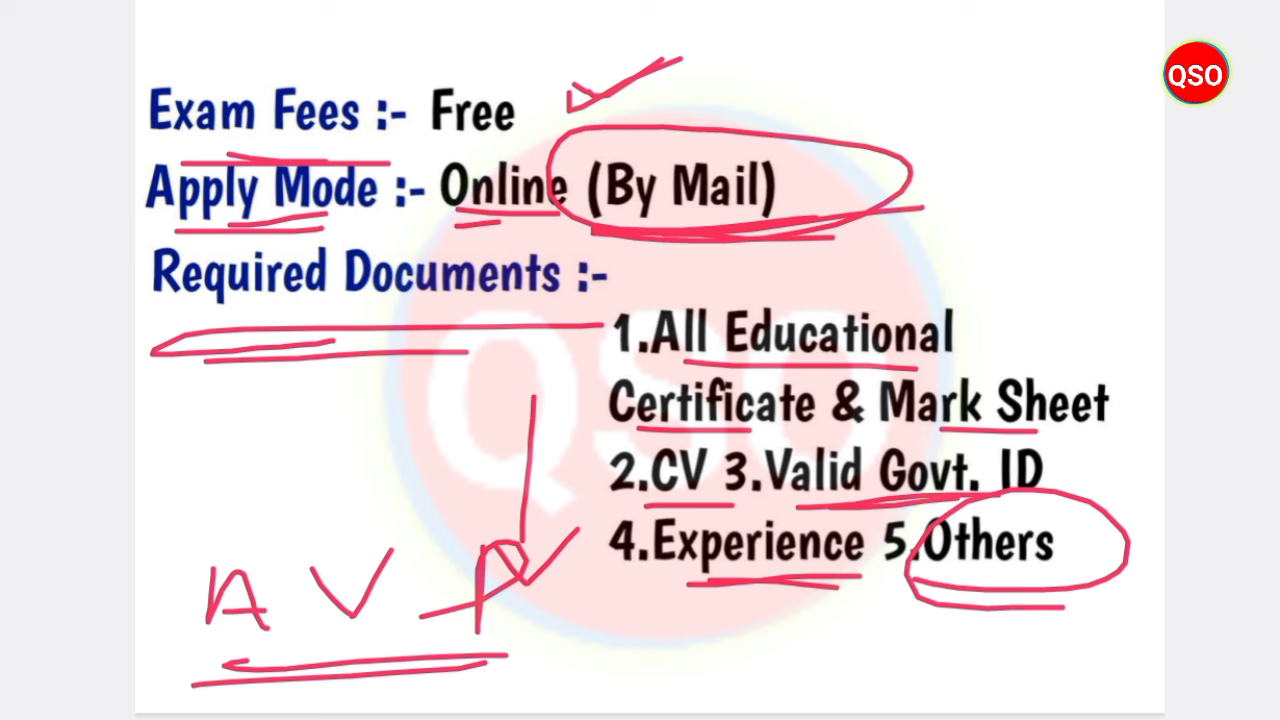 QSO
Exam Fees :- Free
Apply Mode :- Online (By Mail)
Required Documents :-
1.All Educational
Certificate & Mark Sheet
2.CV 3.Valid Govt. ID
4.Experience 5.Others
QSO